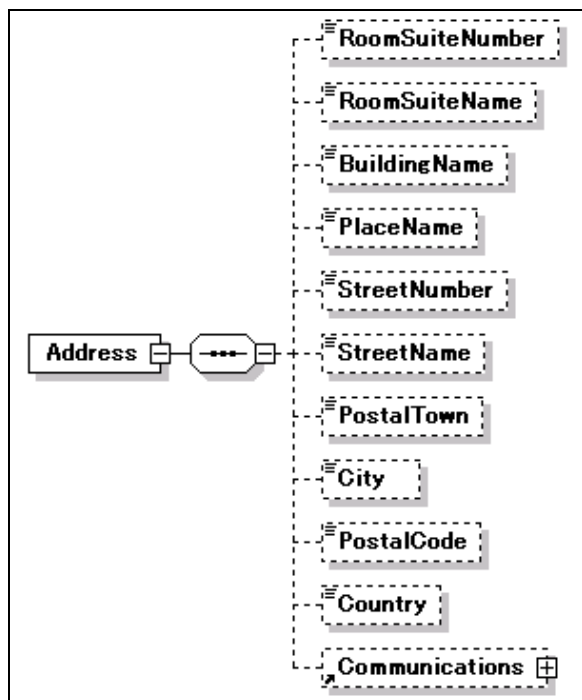 RoomSuiteNumber
RoomSuiteName
BuildingName
PlaceName
StreetNumber
Address
StreetName
PostalTown
City
PostalCode
Country
Communications